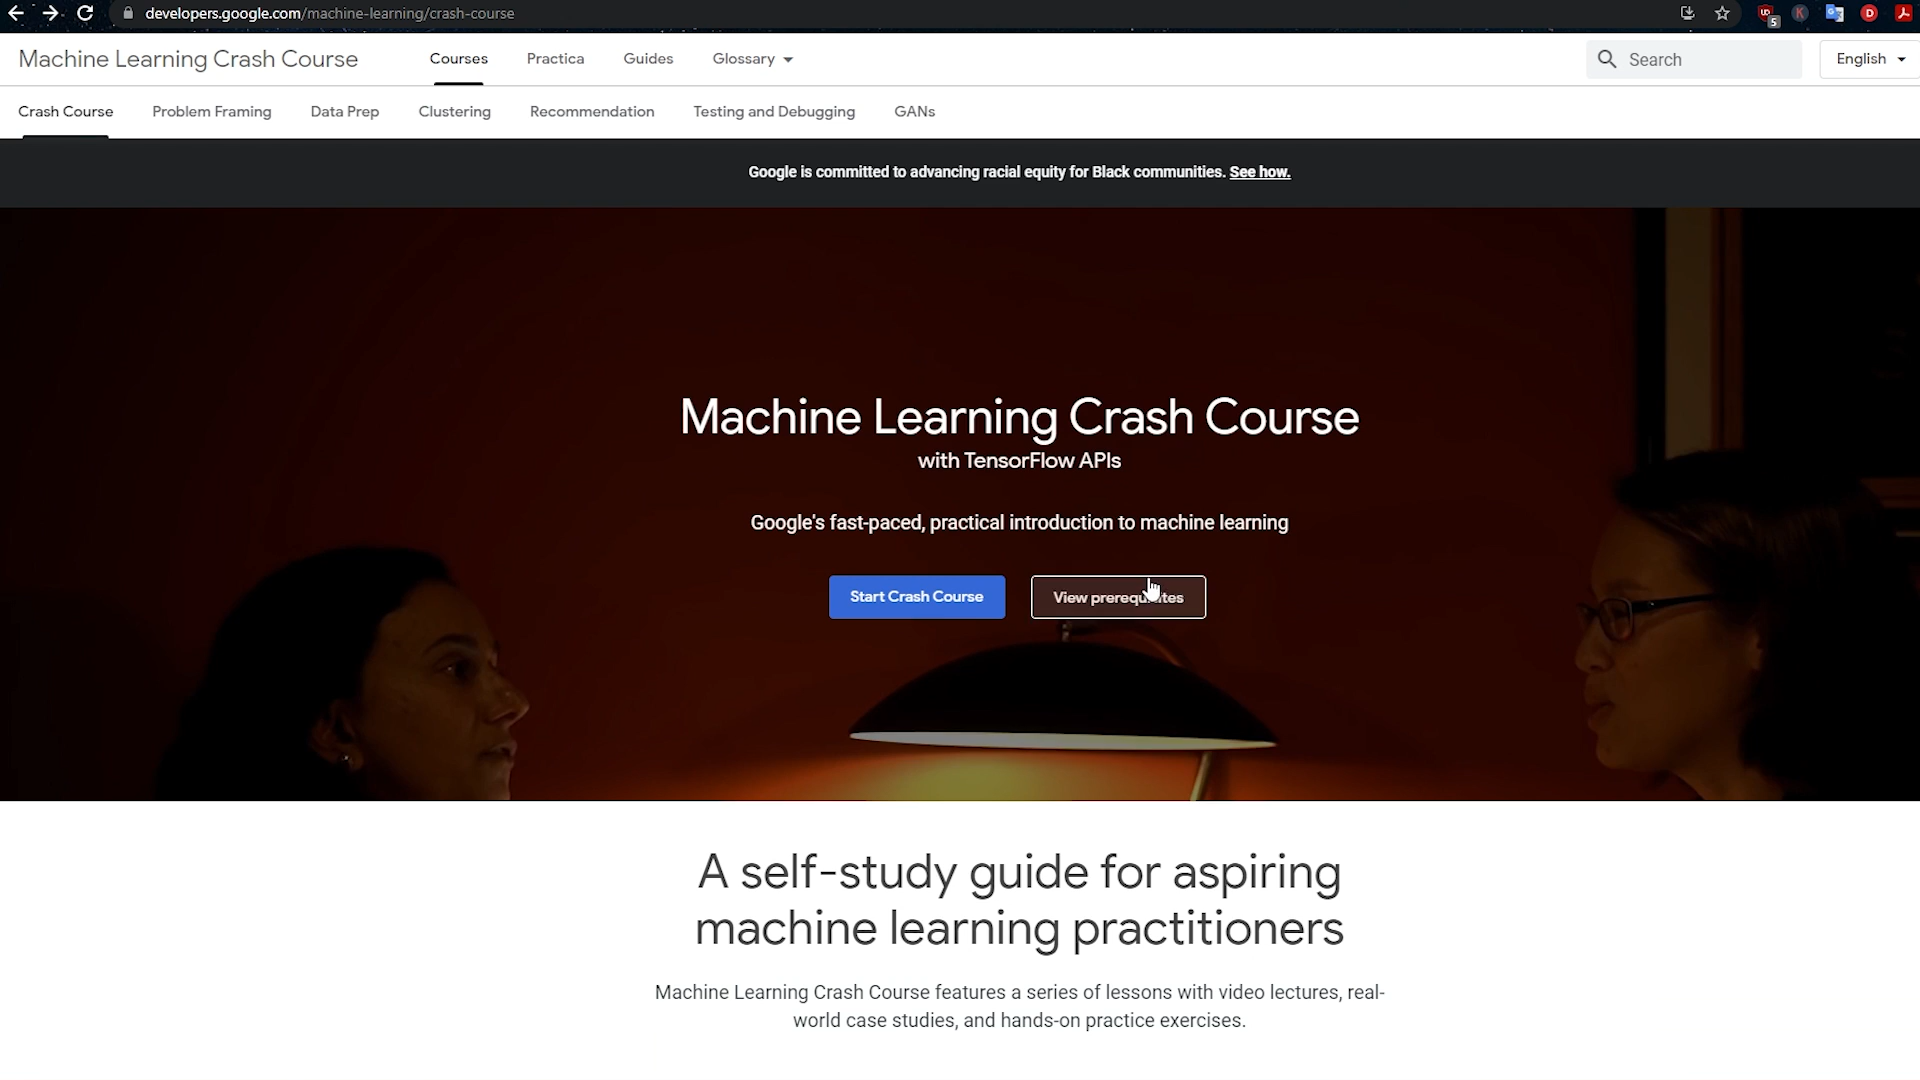 developers.google.com/machine-learning/crash-course
5
K
D
Machine Learning Crash Course
Courses
Practica
Guides
Glossary
Search
English
Crash Course
Problem Framing
Data Prep
Clustering
Recommendation
Testing and Debugging
GANs
Google is committed to advancing racial equity for Black communities. See how.
Machine Learning Crash Course
with TensorFlow APIs
Google's fast-paced, practical introduction to machine learning
Start Crash Course
View prerequisites
A self-study guide for aspiring
machine learning practitioners
Machine Learning Crash Course features a series of lessons with video lectures, real-
world case studies, and hands-on practice exercises.